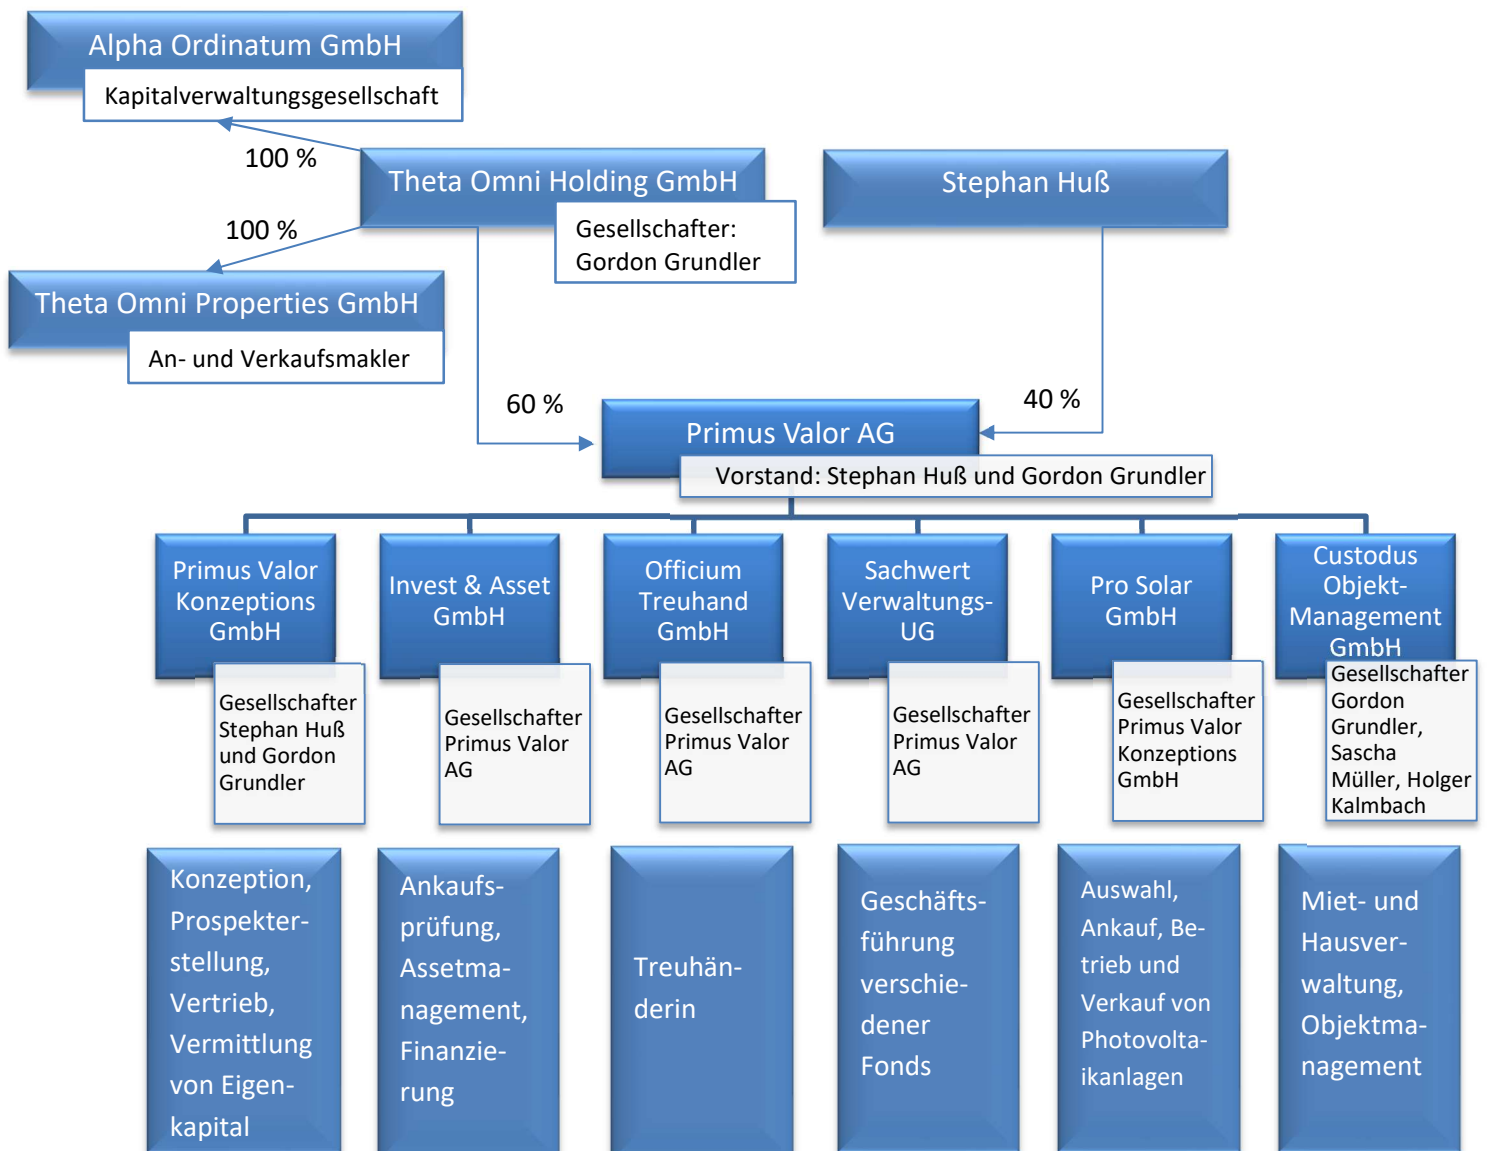 Alpha Ordinatum GmbH
Kapitalverwaltungsgesellschaft
100 %
Theta Omni Holding GmbH
Gesellschafter:
Gordon Grundler
Stephan Huß
100 %
Theta Omni Properties GmbH
An- und Verkaufsmakler
60 %
40 %
Primus Valor AG
Vorstand: Stephan Huß und Gordon Grundler
Primus Valor
Konzeptions
GmbH
Gesellschafter
Stephan Huß
und Gordon
Grundler
Invest & Asset
GmbH
Gesellschafter
Primus Valor
AG
Officium
Treuhand
GmbH
Gesellschafter
Primus Valor
AG
Sachwert
Verwaltungs-
UG
Gesellschafter
Primus Valor
AG
Pro Solar
GmbH
Gesellschafter
Primus Valor
Konzeptions
GmbH
Custodus
Objekt-
Management
GmbH
Gesellschafter
Gordon
Grundler,
Sascha
Müller, Holger
Kalmbach
Konzeption,
Prospekter-
stellung,
Vertrieb,
Vermittlung
von Eigen-
kapital
Ankaufs-
prüfung,
Assetma-
nagement,
Finanzie-
rung
Treuhän-
derin
Geschäfts-
führung
verschie-
dener
Fonds
Auswahl,
Ankauf, Be-
trieb und
Verkauf von
Photovolta-
ikanlagen
Miet- und
Hausver-
waltung,
Objektma-
nagement